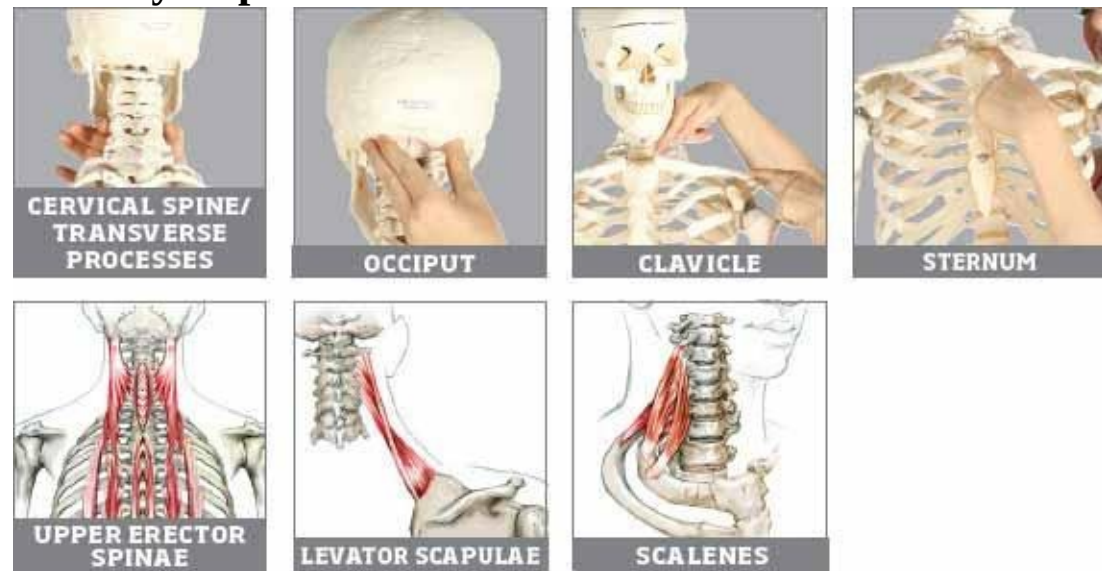 CERVICAL SPINE/
TRANSVERSE
PROCESSES
OCCIPUT
CLAVICLE
STERNUM
UPPER ERECTOR
SPINAE
LEVATOR SCAPULAE
SCALENES